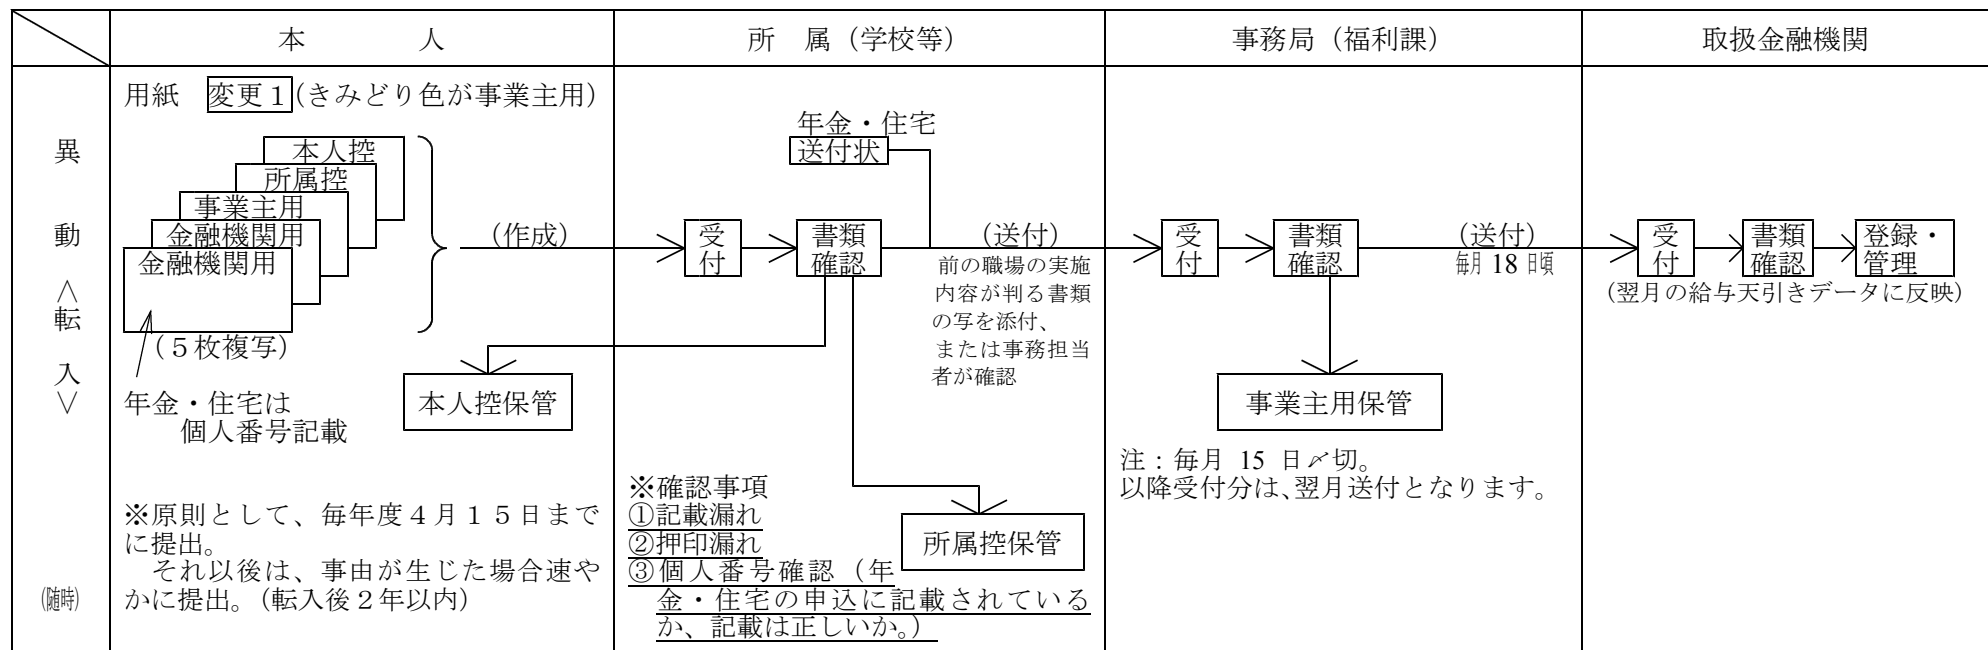 本　　　人
所　属（学校等）
事務局（福利課）
取扱金融機関
異　動〈転　入〉
(随時)
用紙　変更１(きみどり色が事業主用)
本人控
所属控
事業主用
金融機関用
金融機関用
(５枚複写)
年金・住宅は
個人番号記載
(作成)
本人控保管
※原則として、毎年度４月１５日まで
に提出。
それ以後は、事由が生じた場合速や
かに提出。（転入後２年以内）
年金・住宅
送付状
受付
書類
確認
(送付)
前の職場の実施
内容が判る書類
の写を添付、
または事務担当
者が確認
※確認事項
①記載漏れ
②押印漏れ
③個人番号確認（年
金・住宅の申込に記載されている
か、記載は正しいか。）
所属控保管
受付
書類
確認
(送付)
毎月 18 日頃
事業主用保管
注：毎月 15 日〆切。
以降受付分は、翌月送付となります。
受付
書類
確認
登録・
管理
（翌月の給与天引きデータに反映）